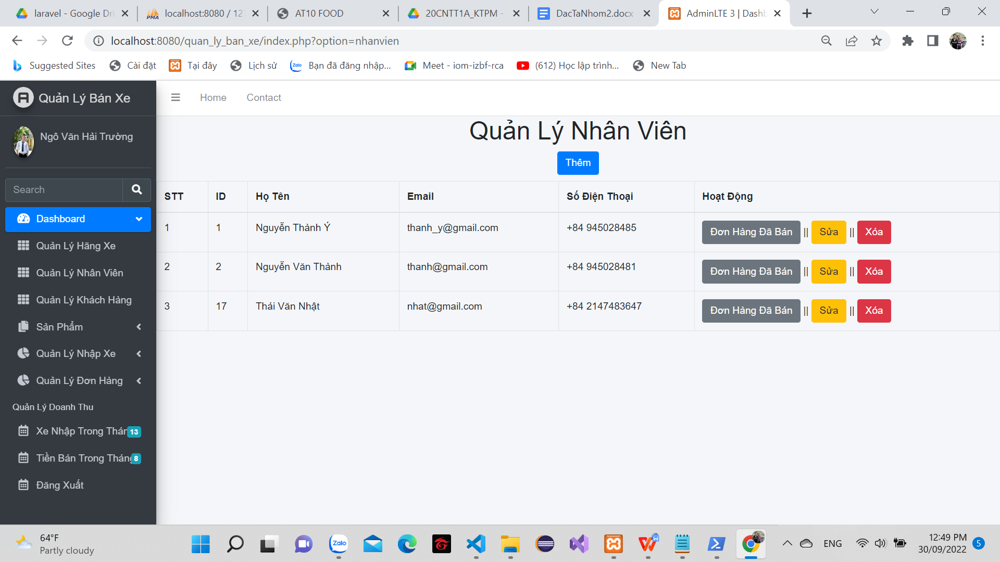 laravel - Google Dri
localhost:8080 / 127
AT10 FOOD
20CNTT1A_KTPM -
DacTaNhom2.docx
AdminLTE 3 | Dashb
localhost:8080/quan_ly_ban_xe/index.php?option=nhanvien
Suggested Sites
Cài đặt
Tại đây
Lịch sử
Zalo
Bạn đã đăng nhập...
Meet - iom-izbf-rca
(612) Học lập trình...
New Tab
Quản Lý Bán Xe
Home
Contact
Ngô Văn Hải Trường
Search
Dashboard
Quản Lý Hãng Xe
Quản Lý Nhân Viên
Quản Lý Khách Hàng
Sản Phẩm
Quản Lý Nhập Xe
Quản Lý Đơn Hàng
Quản Lý Doanh Thu
Xe Nhập Trong Thán 13
Tiền Bán Trong Tháng 8
Đăng Xuất
Quản Lý Nhân Viên
Thêm
STT ID Họ Tên Email Số Điện Thoại Hoạt Động
1 1 Nguyễn Thành Ý thanh_y@gmail.com +84 945028485 Đơn Hàng Đã Bán || Sửa || Xóa
2 2 Nguyễn Văn Thành thanh@gmail.com +84 945028481 Đơn Hàng Đã Bán || Sửa || Xóa
3 17 Thái Văn Nhật nhat@gmail.com +84 2147483647 Đơn Hàng Đã Bán || Sửa || Xóa
64°F
Partly cloudy
Zalo
ENG
12:49 PM
30/09/2022
5